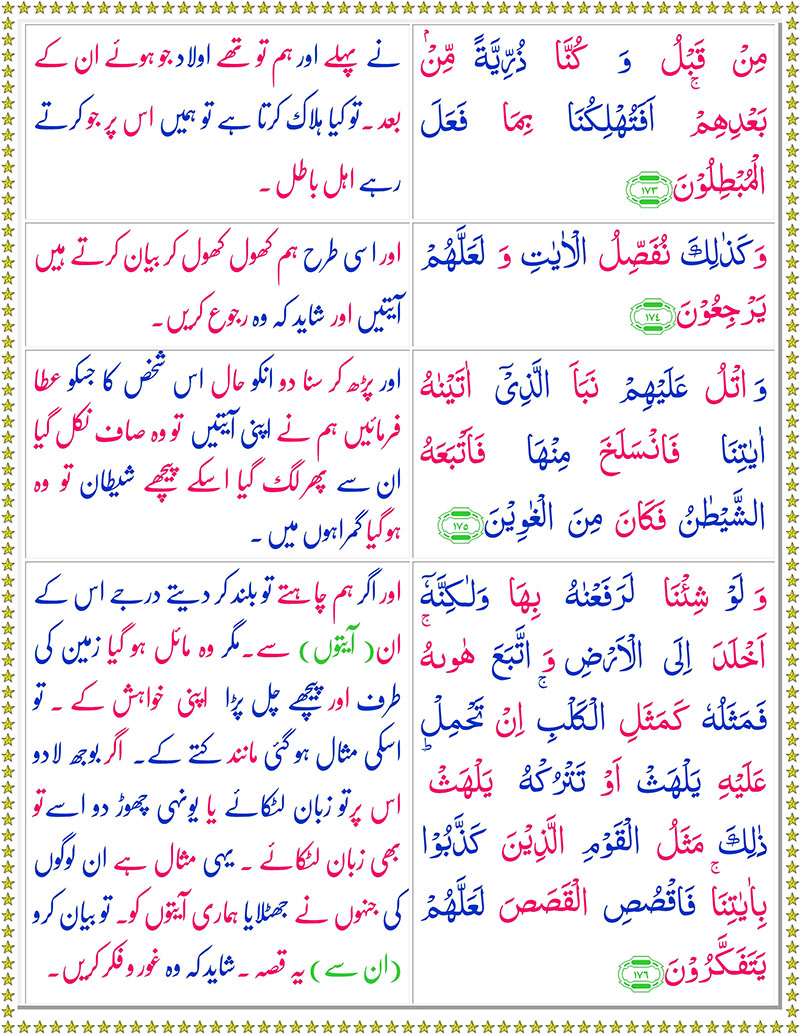 مِنْ قَبْلُ وَ كُنَّا ذُرِّيَّةً مِّنْۢ
بَعْدِهِمْ ۚ اَفَتُهْلِكُنَا بِمَا فَعَلَ
الْمُبْطِلُوْنَ ١٧٣
نے پہلے اور ہم تو تھے اولاد جو ہوئے ان کے
بعد ۔ تو کیا ہلاک کرتا ہے تو ہمیں اس پر جو کرتے
رہے اہل باطل ۔
وَ كَذٰلِكَ نُفَصِّلُ الْاٰيٰتِ وَ لَعَلَّهُمْ
يَرْجِعُوْنَ ١٧٤
اور اسی طرح ہم کھول کھول کر بیان کرتے ہیں
آیتیں اور شاید کہ وہ رجوع کریں۔
وَ اتْلُ عَلَيْهِمْ نَبَاَ الَّذِيْۤ اٰتَيْنٰهُ
اٰيٰتِنَا فَانْسَلَخَ مِنْهَا فَاَتْبَعَهُ
الشَّيْطٰنُ فَكَانَ مِنَ الْغٰوِيْنَ ١٧٥
اور پڑھ کر سنا دو انکو حال اس شخص کا جسکو عطا
فرمائیں ہم نے اپنی آیتیں تو وہ صاف نکل گیا
ان سے پھر لگ گیا اسکے پیچھے شیطان تو وہ
ہوگیا گمراہوں میں ۔
وَ لَوْ شِئْنَا لَرَفَعْنٰهُ بِهَا وَلٰكِنَّهٗۤ
اَخْلَدَ اِلَى الْاَرْضِ وَ اتَّبَعَ هَوٰىهُ ۚ
فَمَثَلُهٗ كَمَثَلِ الْكَلْبِ ۚ اِنْ تَحْمِلْ
عَلَيْهِ يَلْهَثْ اَوْ تَتْرُكْهُ يَلْهَثْ ؕ
ذٰلِكَ مَثَلُ الْقَوْمِ الَّذِيْنَ كَذَّبُوْا
بِاٰيٰتِنَا ۚ فَاقْصُصِ الْقَصَصَ لَعَلَّهُمْ
يَتَفَكَّرُوْنَ ١٧٦
اور اگر ہم چاہتے تو بلند کر دیتے درجے اس کے
ان (آیتوں) سے۔ مگر وہ مائل ہو گیا زمین کی
طرف اور پیچھے چل پڑا اپنی خواہش کے ۔ تو
اسکی مثال ہو گئی مانند کتے کے۔ اگر بوجھ لادو
اس پر تو زبان لٹکائے یا یونہی چھوڑ دو اسے تو
بھی زبان لٹکائے ۔ یہی مثال ہے ان لوگوں
کی جنہوں نے جھٹلایا ہماری آیتوں کو۔ تو بیان کرو
(ان سے) یہ قصہ ۔ شاید کہ وہ غور و فکر کریں۔